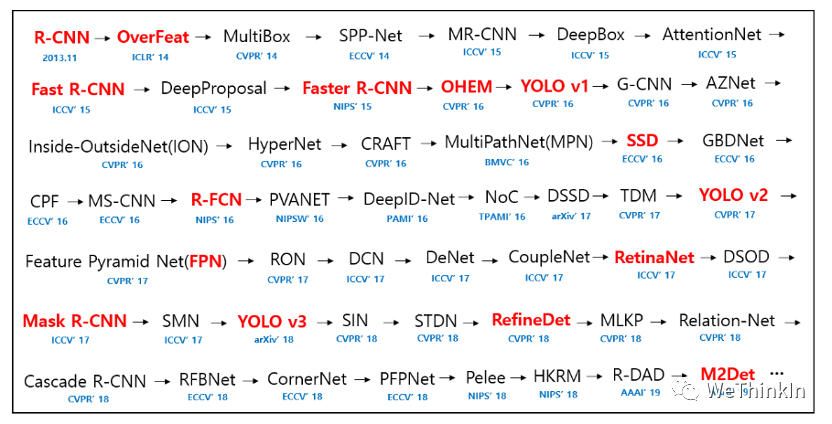 R-CNN → OverFeat → MultiBox → SPP-Net → MR-CNN → DeepBox → AttentionNet →
2013.11 ICLR' 14 CVPR' 14 ECCV' 14 ICCV' 15 ICCV' 15 ICCV' 15
Fast R-CNN → DeepProposal → Faster R-CNN → OHEM → YOLO v1 → G-CNN → AZNet →
ICCV' 15 ICCV' 15 NIPS' 15 CVPR' 16 CVPR' 16 CVPR' 16 CVPR' 16
Inside-OutsideNet(ION) → HyperNet → CRAFT → MultiPathNet(MPN) → SSD → GBDNet →
CVPR' 16 CVPR' 16 CVPR' 16 BMVC' 16 ECCV' 16 ECCV' 16
CPF → MS-CNN → R-FCN → PVANET → DeepID-Net → NoC → DSSD → TDM → YOLO v2 →
ECCV' 16 ECCV' 16 NIPS' 16 NIPSW' 16 PAMI' 16 TPAMI' 16 arXiv' 17 CVPR' 17 CVPR' 17
Feature Pyramid Net(FPN) → RON → DCN → DeNet → CoupleNet → RetinaNet → DSOD →
CVPR' 17 CVPR' 17 ICCV' 17 ICCV' 17 ICCV' 17 ICCV' 17 ICCV' 17
Mask R-CNN → SMN → YOLO v3 → SIN → STDN → RefineDet → MLKP → Relation-Net →
ICCV' 17 ICCV' 17 arXiv' 18 CVPR' 18 CVPR' 18 CVPR' 18 CVPR' 18 CVPR' 18
Cascade R-CNN → RFBNet → CornerNet → PFPNet → Pelee → HKRM → R-DAD → M2Det ⋯
CVPR' 18 ECCV' 18 ECCV' 18 ECCV' 18 NIPS' 18 NIPS' 18 AAAI' 19
WeThinkIn